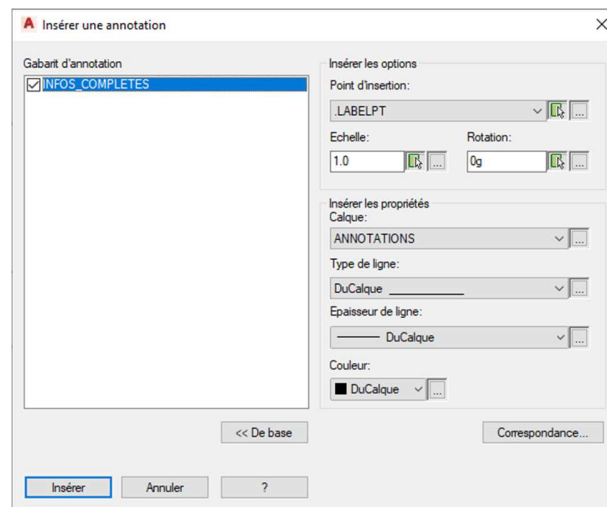 Insérer une annotation
Gabarit d'annotation
INFOS_COMPLETES
<< De base
Insérer les options
Point d'insertion:
.LABELPT
...
Echelle:
Rotation:
1.0
...
0g
...
Insérer les propriétés
Calque:
ANNOTATIONS
...
Type de ligne:
DuCalque
...
Epaisseur de ligne:
DuCalque
...
Couleur:
DuCalque
...
Correspondance...
Insérer
Annuler
?